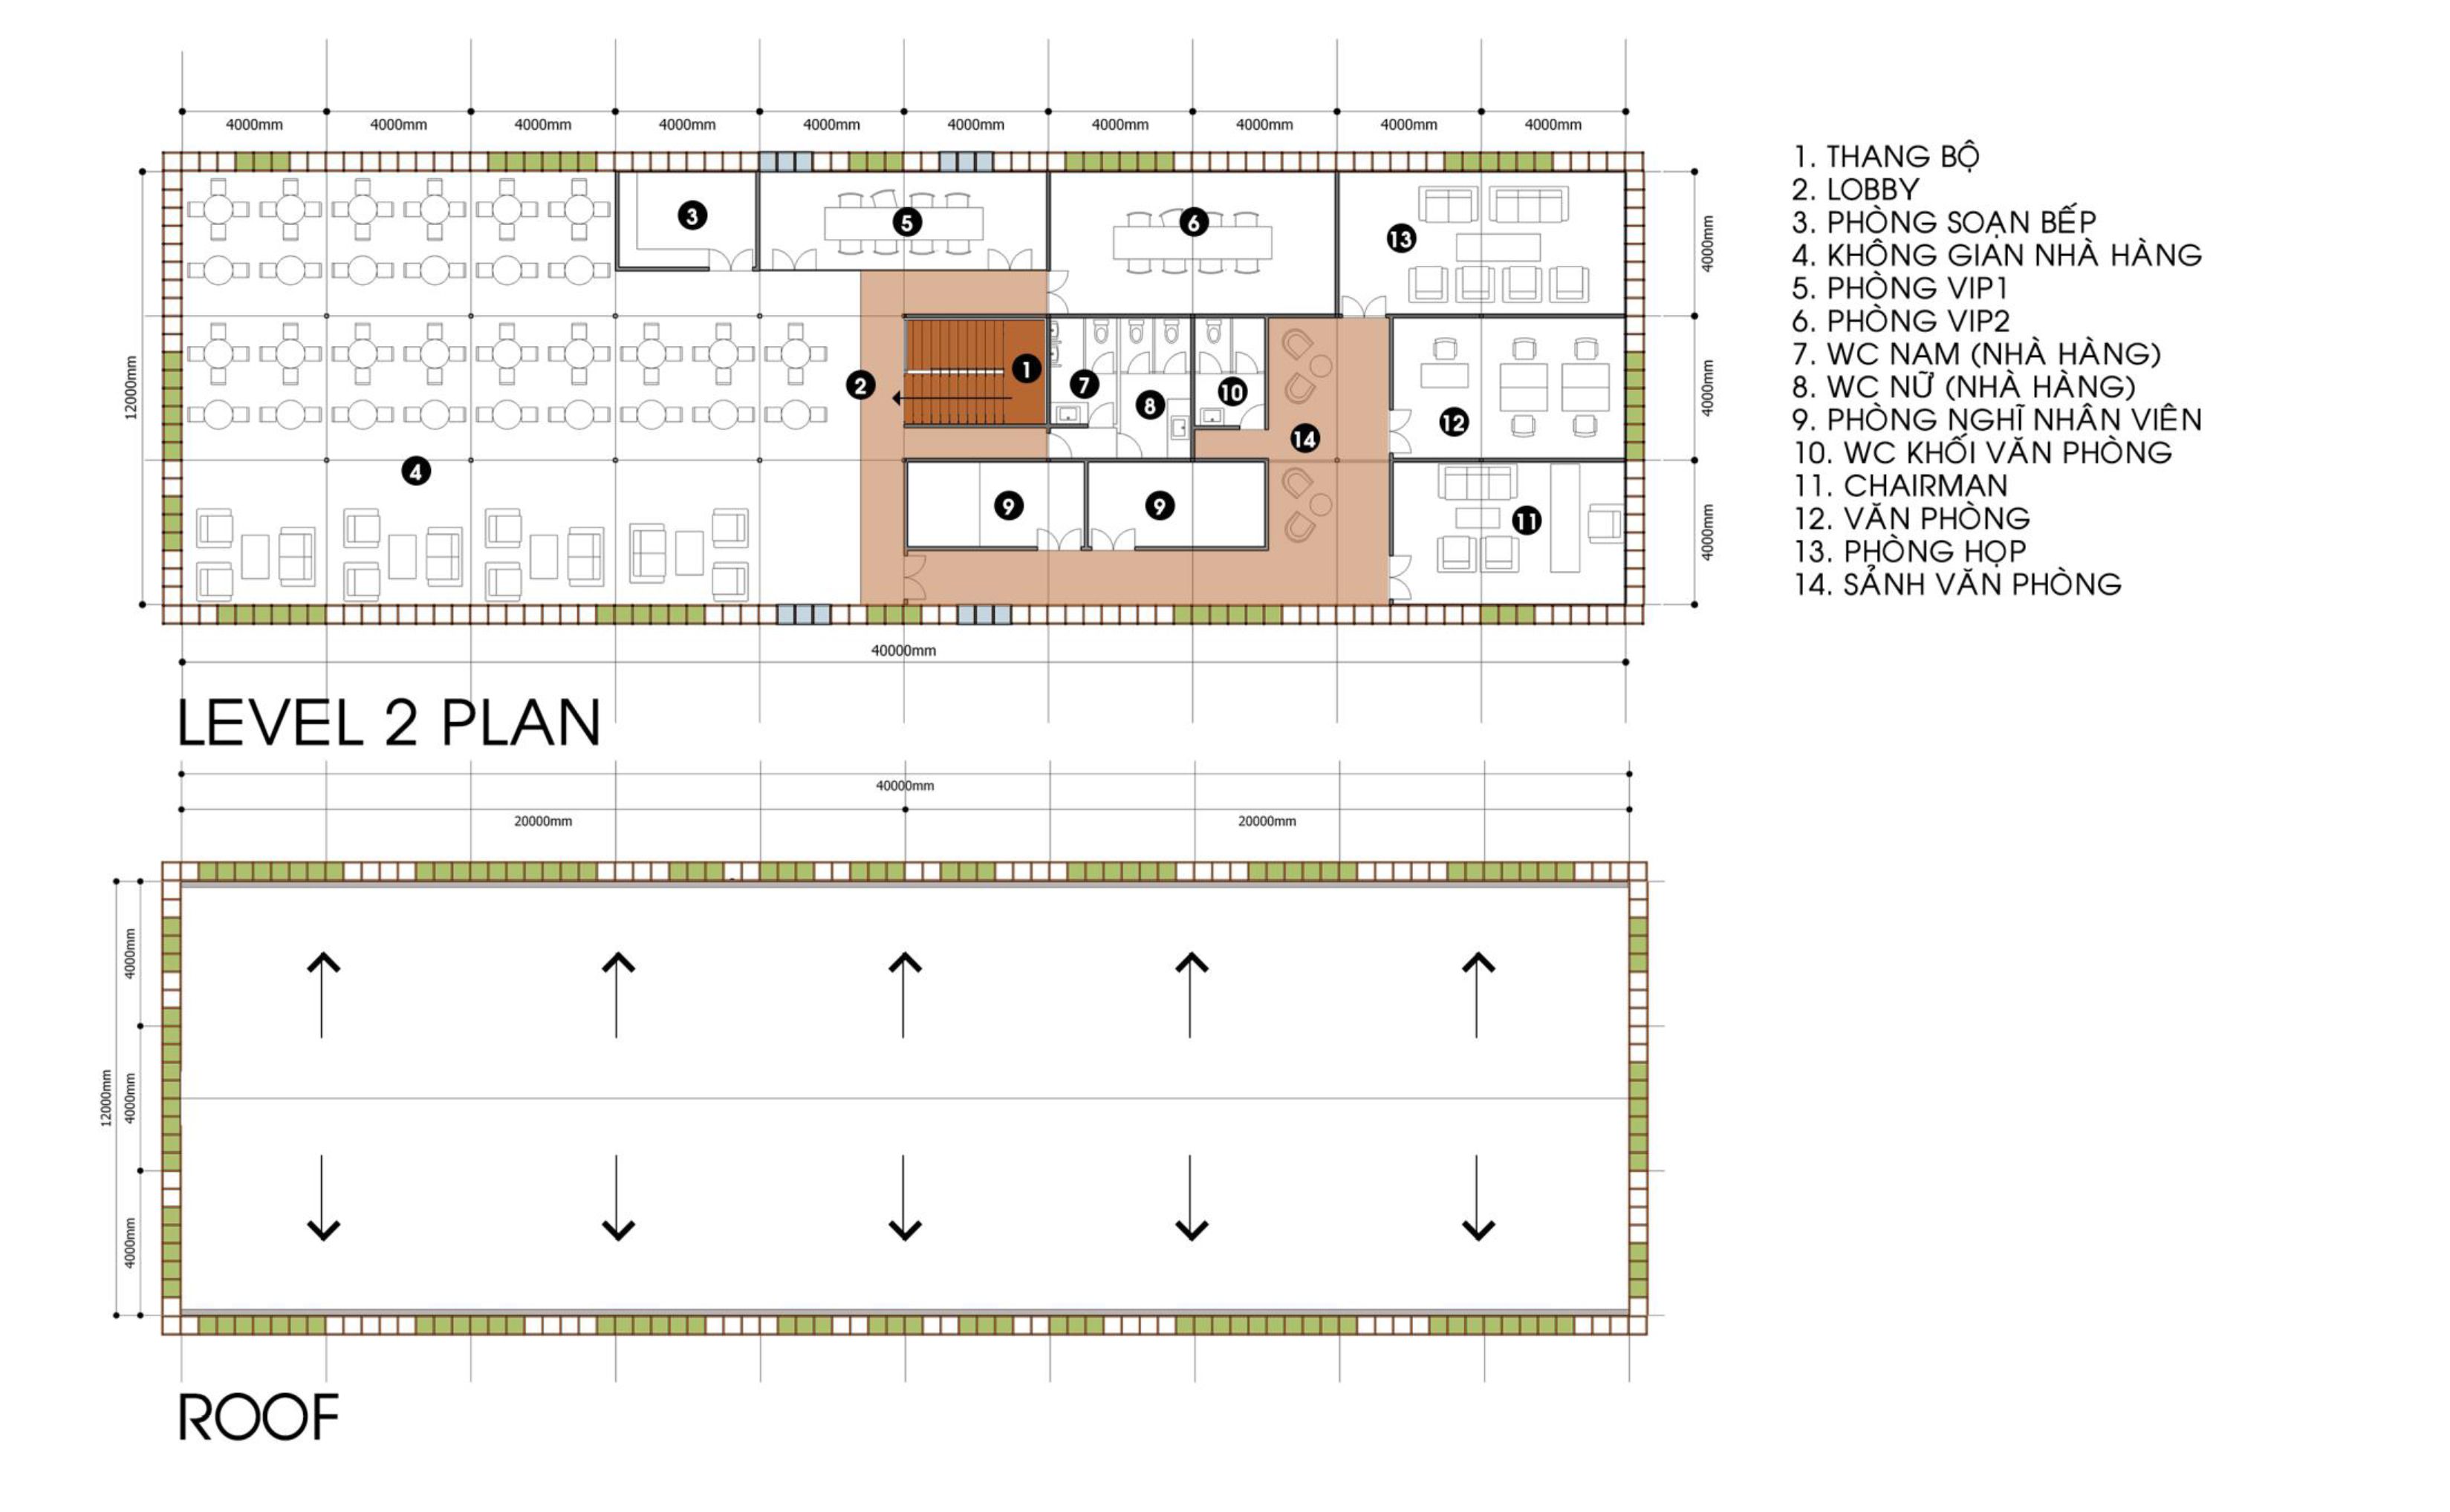 4000mm 4000mm 4000mm 4000mm 4000mm 4000mm 4000mm 4000mm 4000mm 4000mm
12000mm
4000mm
4000mm
4000mm
3
5
6
13
1
2
7
8
10
12
14
4
9
9
11
40000mm
LEVEL 2 PLAN
1. THANG BỘ
2. LOBBY
3. PHÒNG SOẠN BẾP
4. KHÔNG GIAN NHÀ HÀNG
5. PHÒNG VIP1
6. PHÒNG VIP2
7. WC NAM (NHÀ HÀNG)
8. WC NỮ (NHÀ HÀNG)
9. PHÒNG NGHĨ NHÂN VIÊN
10. WC KHỐI VĂN PHÒNG
11. CHAIRMAN
12. VĂN PHÒNG
13. PHÒNG HỌP
14. SẢNH VĂN PHÒNG
40000mm
20000mm 20000mm
12000mm
4000mm
4000mm
4000mm
ROOF